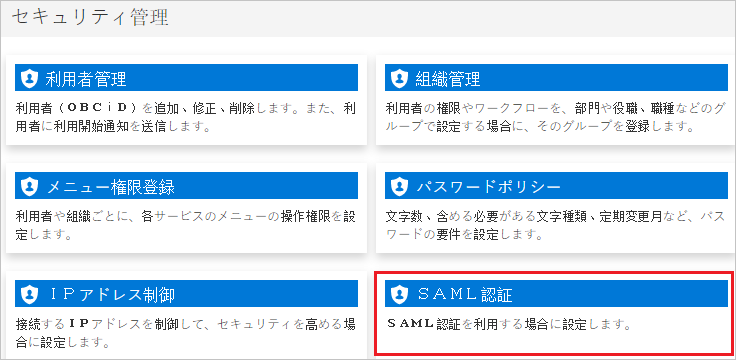 セキュリティ管理
利用者管理
利用者（ＯＢＣｉＤ）を追加、修正、削除します。また、利
用者に利用開始通知を送信します。
組織管理
利用者の権限やワークフローを、部門や役職、職種などのグ
ループで設定する場合に、そのグループを登録します。
メニュー権限登録
利用者や組織ごとに、各サービスのメニューの操作権限を設
定します。
パスワードポリシー
文字数、含める必要がある文字種類、定期変更月など、パス
ワードの要件を設定します。
ＩＰアドレス制御
接続するＩＰアドレスを制御して、セキュリティを高める場
合に設定します。
ＳＡＭＬ認証
ＳＡＭＬ認証を利用する場合に設定します。